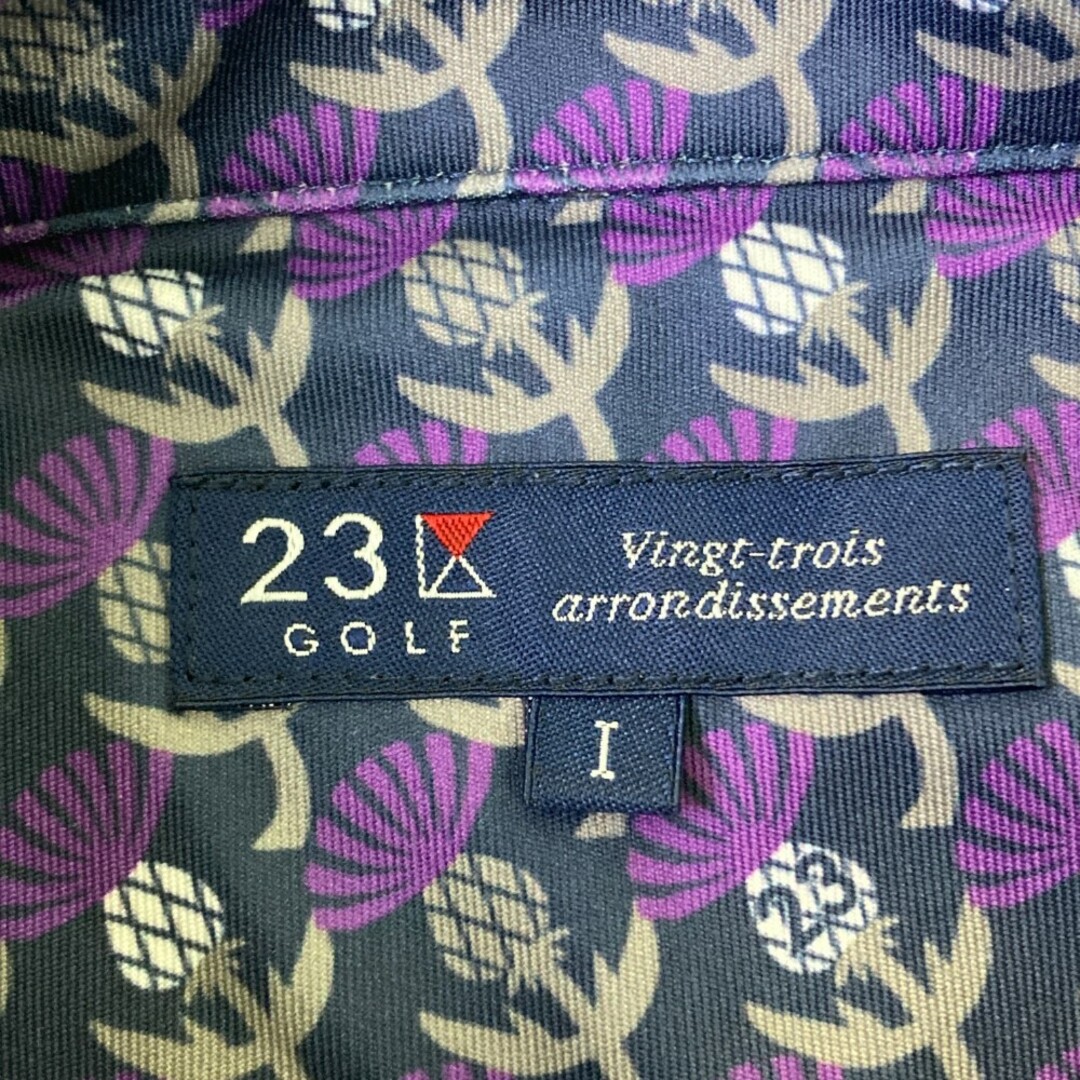 23
GOLF
Vingt-trois
arrondissements
I
23